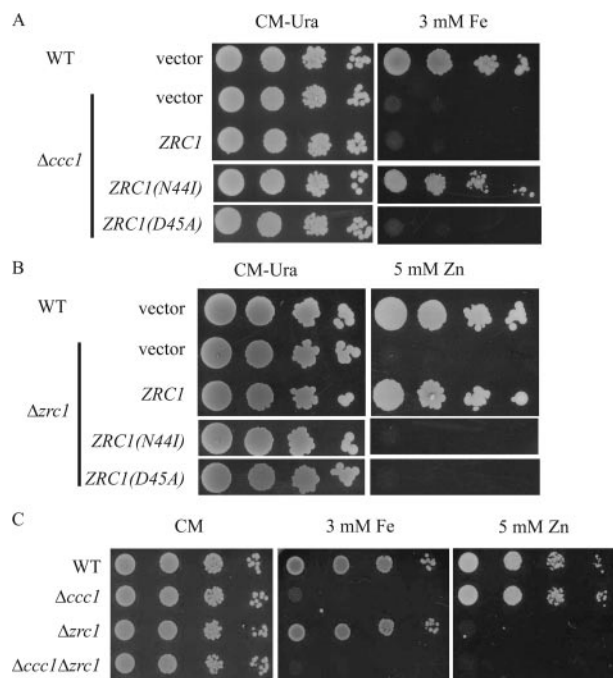 A
CM-Ura 3 mM Fe
WT vector
vector
Δccc1 ZRC1
ZRC1(N44I)
ZRC1(D45A)
B
CM-Ura 5 mM Zn
WT vector
vector
Δzrc1 ZRC1
ZRC1(N44I)
ZRC1(D45A)
C
CM 3 mM Fe 5 mM Zn
WT
Δccc1
Δzrc1
Δccc1Δzrc1